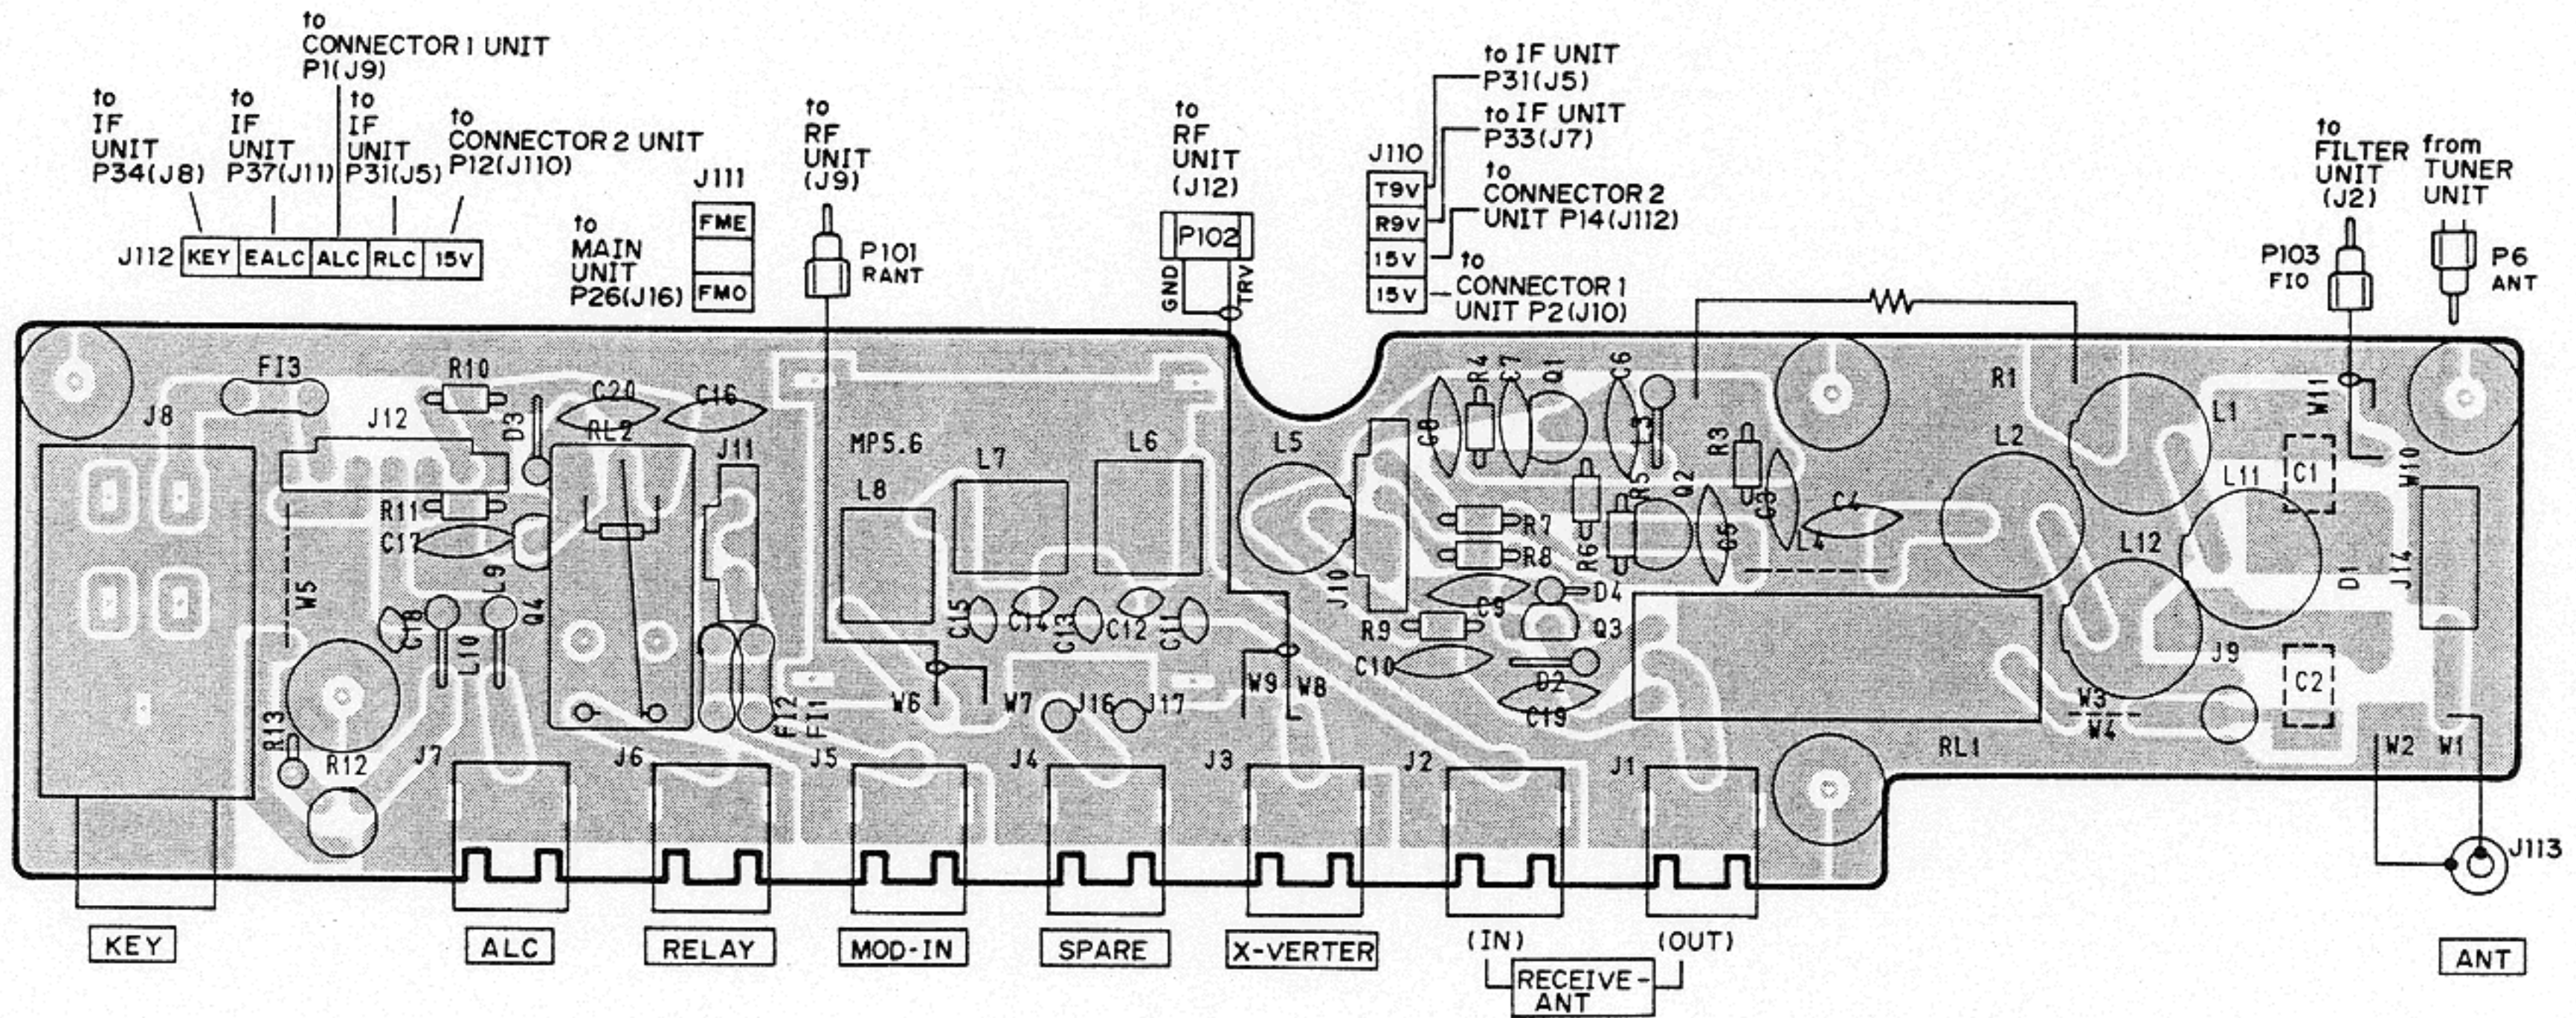 to
CONNECTOR 1 UNIT
P1(J9)
to
IF
UNIT
P34(J8)
to
IF
UNIT
P37(J11)
to
IF
UNIT
P31(J5)
to
CONNECTOR 2 UNIT
P12(J110)
J112 KEY EALC ALC RLC 15V
to
MAIN
UNIT
P26(J16)
J111
FME
FMO
to
RF
UNIT
(J9)
P101
RANT
to
RF
UNIT
(J12)
P102
GND
TRV
J110
T9V
R9V
15V
15V
to IF UNIT
P31(J5)
to IF UNIT
P33(J7)
to
CONNECTOR 2
UNIT P14(J112)
to
CONNECTOR 1
UNIT P2(J10)
to
FILTER
UNIT
(J2)
P103
FIO
from
TUNER
UNIT
P6
ANT
FI3
R10
J8
J12
D3
C20
RL2
C16
J11
MP5.6
L8
L7
L6
L5
C8
R4
C7
Q1
C6
L3
R3
R1
L2
L1
W11
C1
W10
L11
R11
C17
W5
L9
Q4
C18
L10
R13
R12
J7
J6
FI2
FI1
J5
C15
C14
C13
C12
C11
W6
W7
J16
J17
J4
W9
W8
J3
J10
R7
R8
R6
R5
Q2
C5
C3
L4
C4
C9
D4
R9
Q3
C10
D2
C19
J2
J1
RL1
L12
D1
J14
J9
C2
W3
W4
W2
W1
J113
KEY
ALC
RELAY
MOD-IN
SPARE
X-VERTER
(IN)
(OUT)
RECEIVE-
ANT
ANT